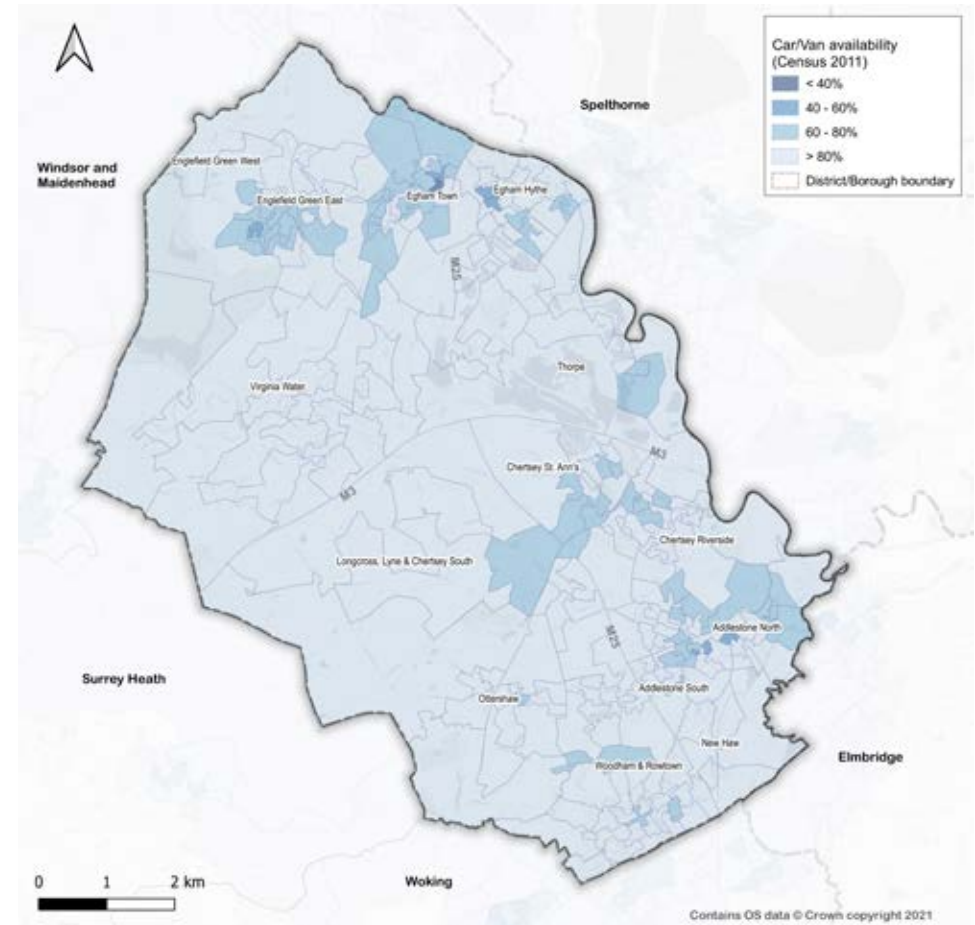 Car/Van availability
(Census 2011)
< 40%
40 - 60%
60 - 80%
> 80%
District/Borough boundary
Spelthorne
Windsor and
Maidenhead
Englefield Green West
Englefield Green East
Egham Town
Egham Hythe
M25
Thorpe
Virginia Water
M3
Chertsey St. Ann's
M3
Chertsey Riverside
Longcross, Lyne & Chertsey South
Addlestone North
M25
Surrey Heath
Addlestone South
Ottershaw
New Haw
Elmbridge
Woodham & Rowtown
0 1 2 km
Woking
Contains OS data © Crown copyright 2021